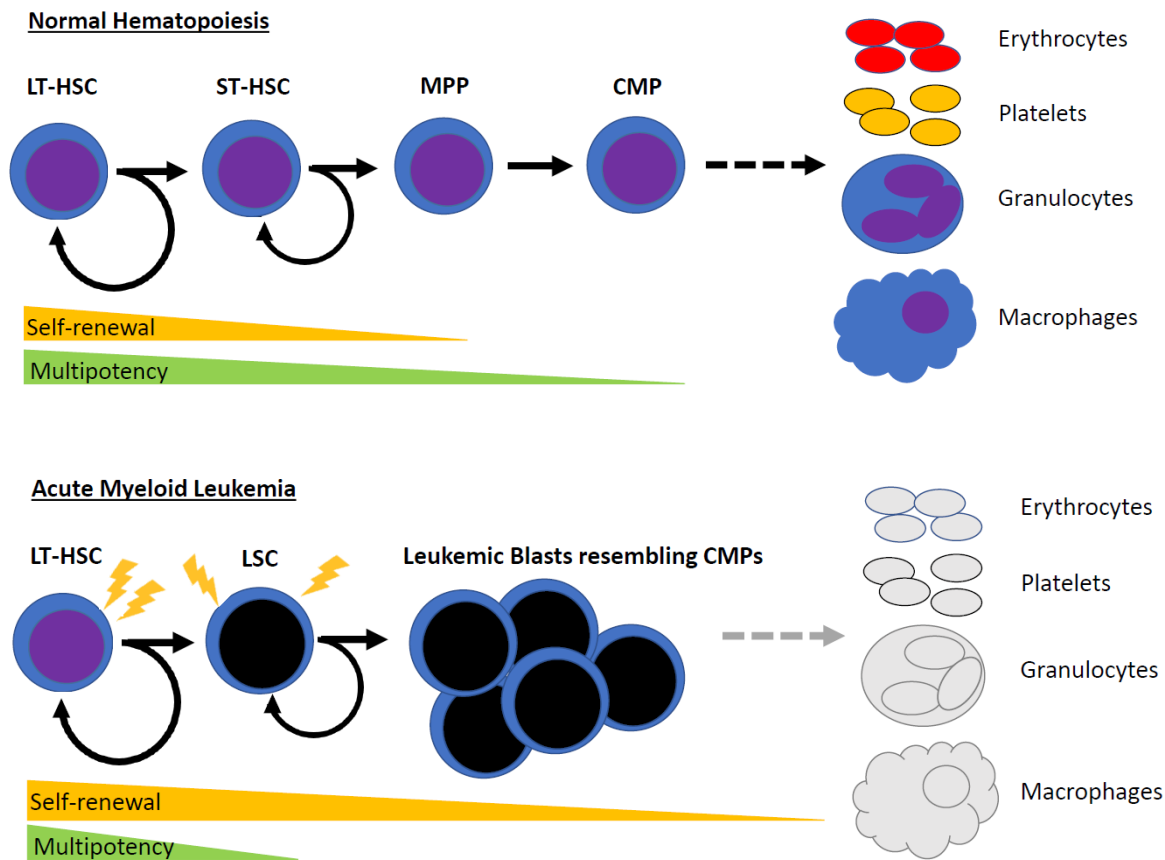 Normal Hematopoiesis
LT-HSC
ST-HSC
MPP
CMP
Erythrocytes
Platelets
Granulocytes
Macrophages
Self-renewal
Multipotency
Acute Myeloid Leukemia
LT-HSC
LSC
Leukemic Blasts resembling CMPs
Erythrocytes
Platelets
Granulocytes
Macrophages
Self-renewal
Multipotency